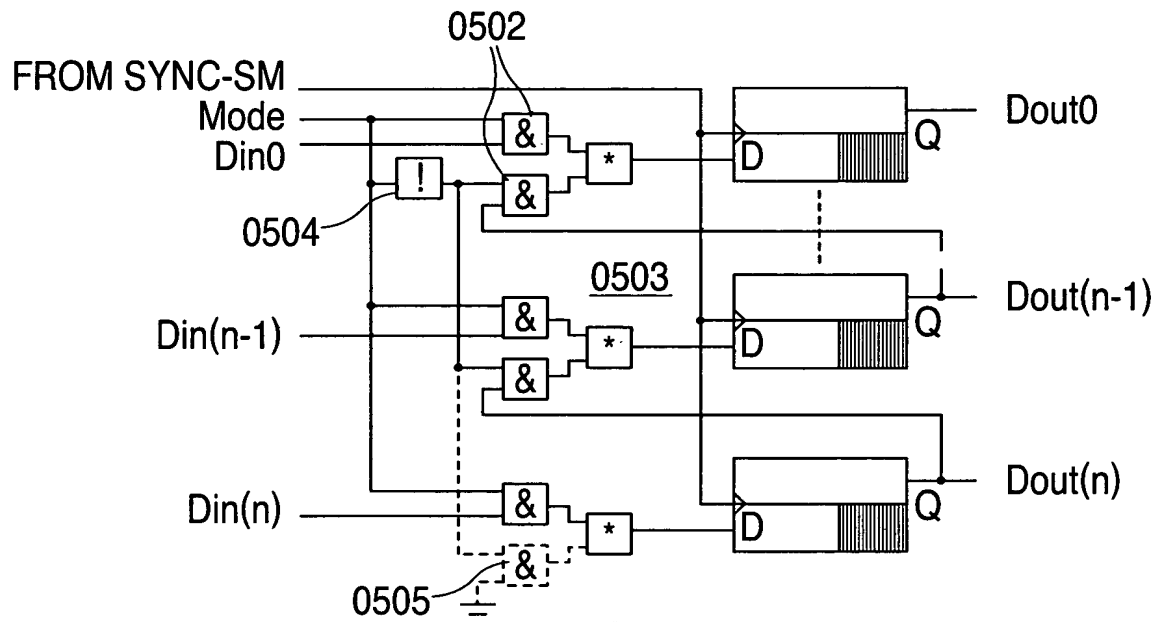 0502
FROM SYNC-SM
Mode
Din0
&
*
D
Q
Dout0
!
&
0504
0503
Din(n-1)
&
*
D
Q
Dout(n-1)
&
Din(n)
&
*
D
Q
Dout(n)
&
0505